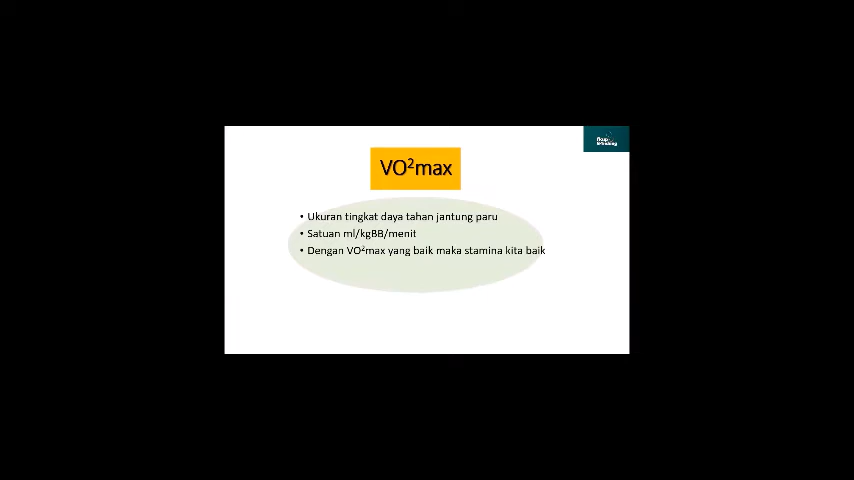 VO²max
• Ukuran tingkat daya tahan jantung paru
• Satuan ml/kgBB/menit
• Dengan VO²max yang baik maka stamina kita baik